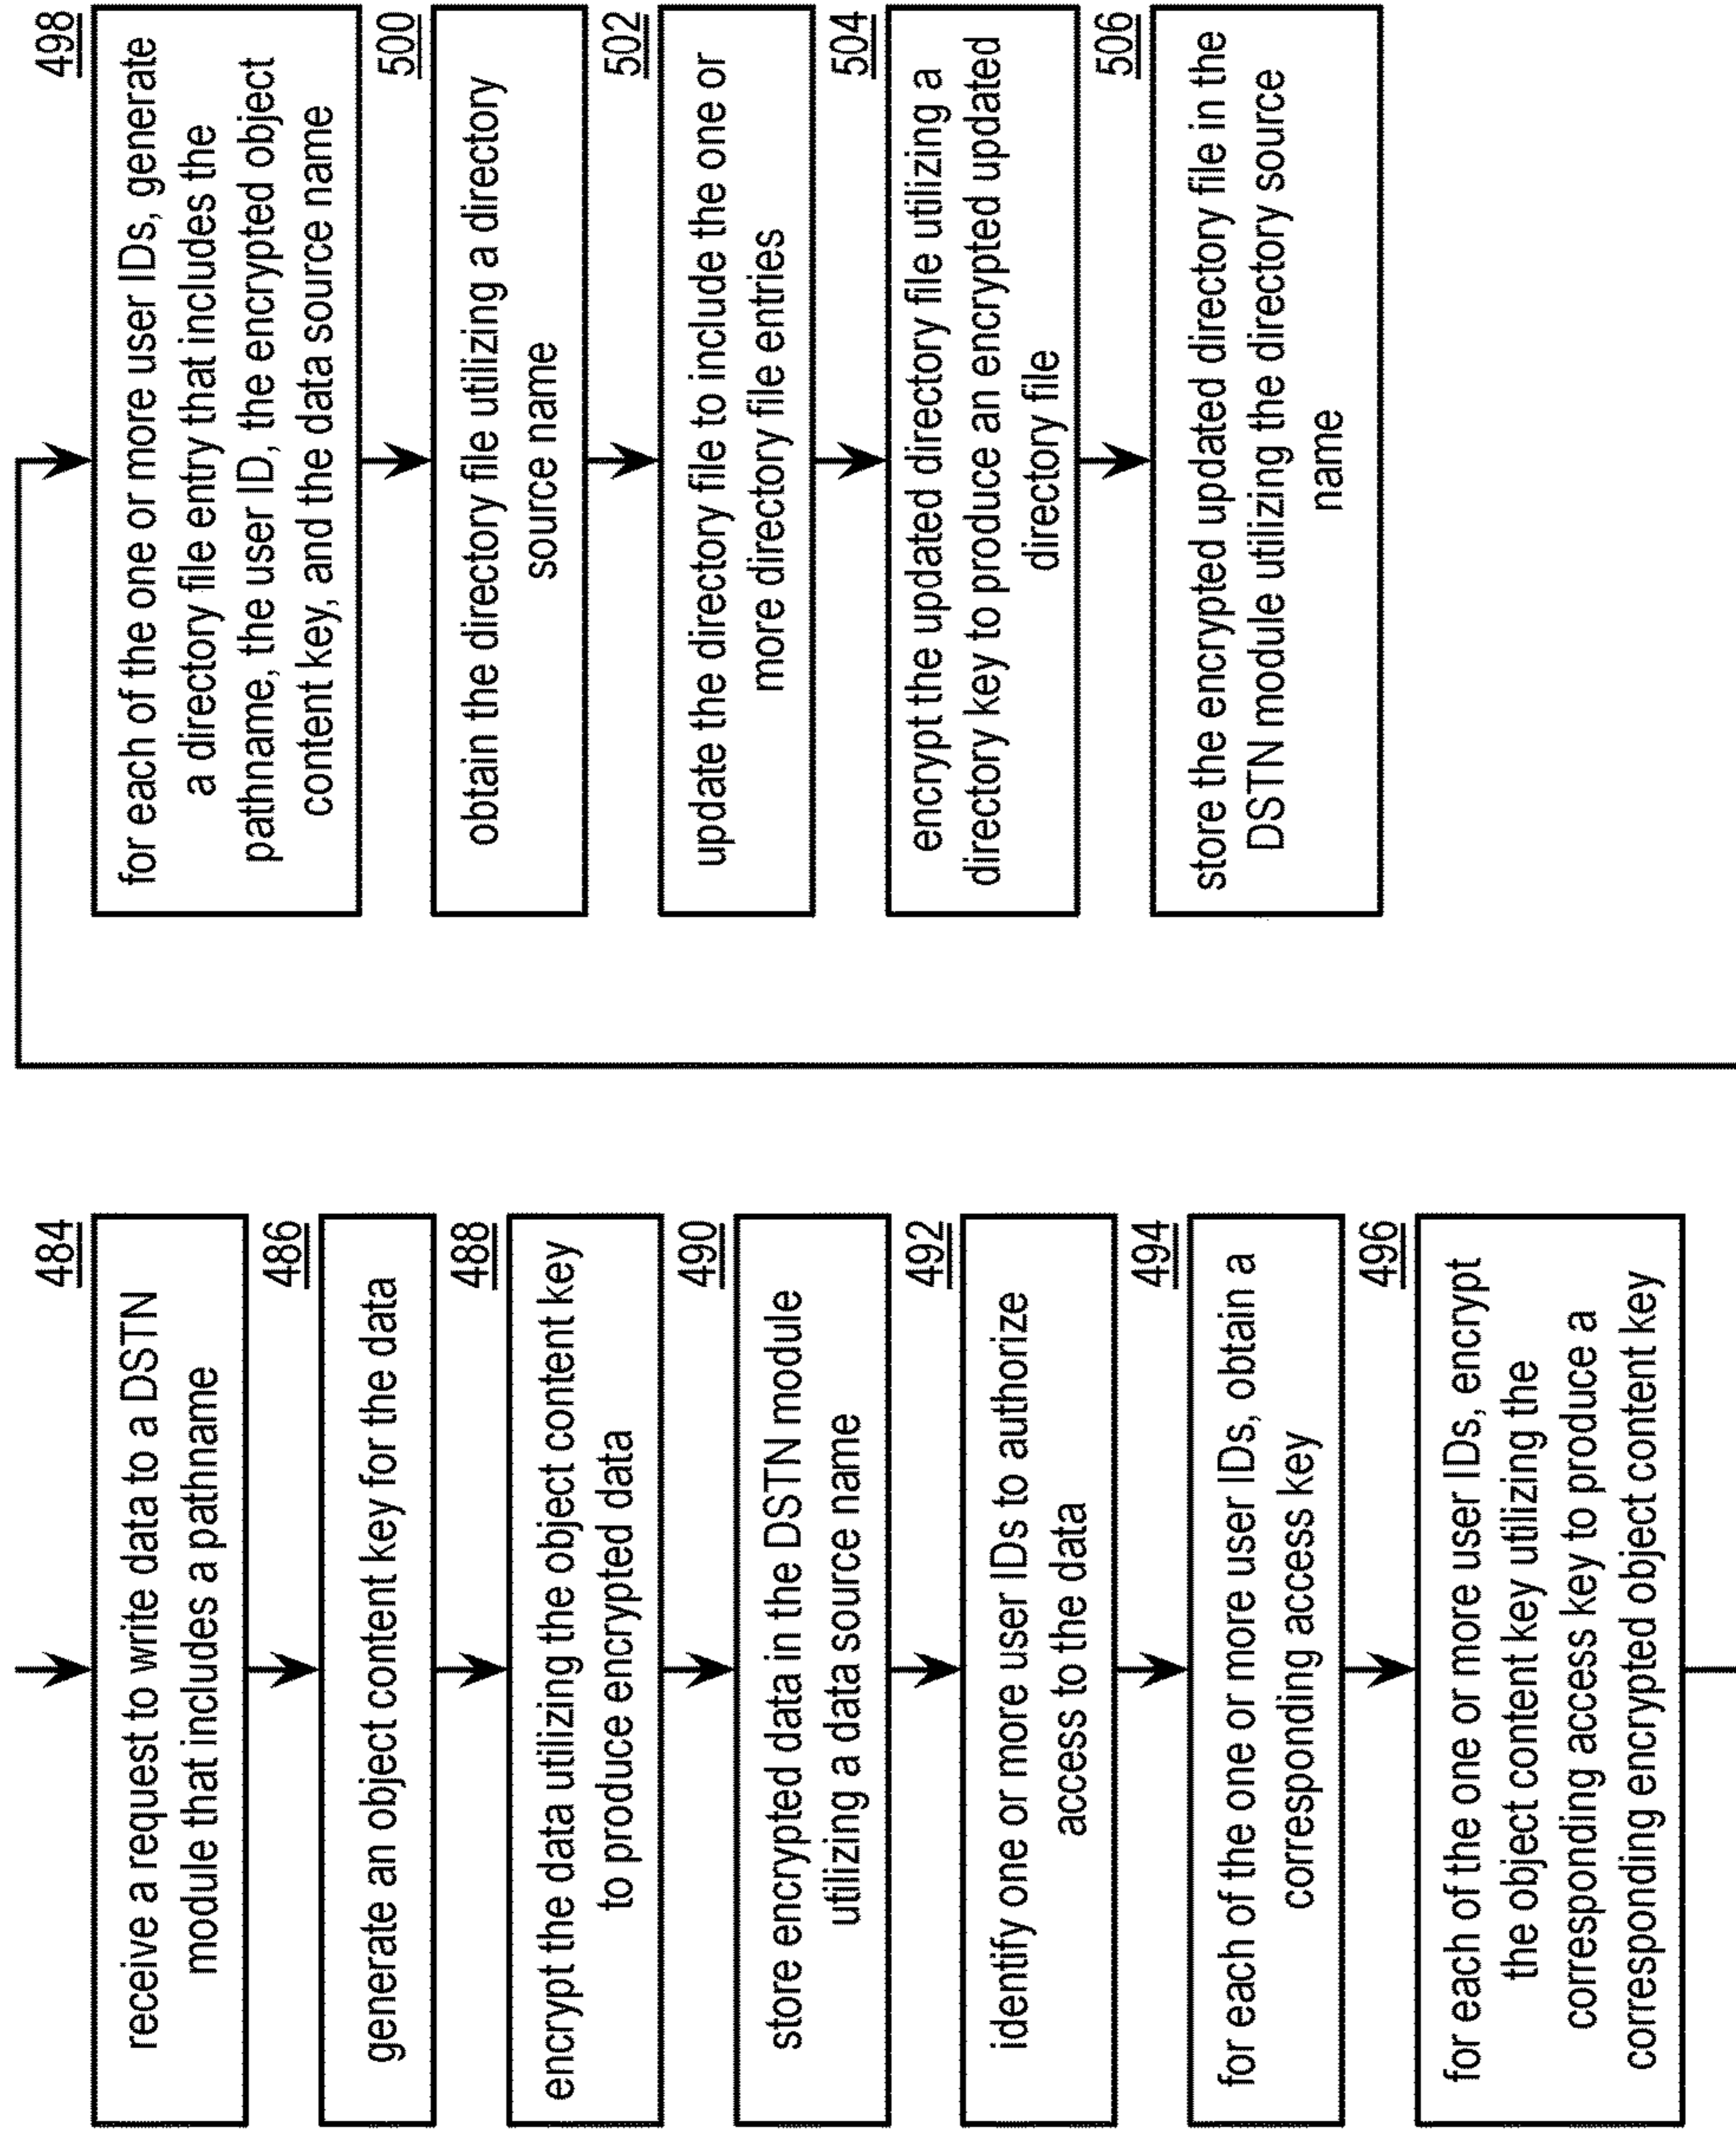 484
receive a request to write data to a DSTN
module that includes a pathname
486
generate an object content key for the data
488
encrypt the data utilizing the object content key
to produce encrypted data
490
store encrypted data in the DSTN module
utilizing a data source name
492
identify one or more user IDs to authorize
access to the data
494
for each of the one or more user IDs, obtain a
corresponding access key
496
for each of the one or more user IDs, encrypt
the object content key utilizing the
corresponding access key to produce a
corresponding encrypted object content key
498
for each of the one or more user IDs, generate
a directory file entry that includes the
pathname, the user ID, the encrypted object
content key, and the data source name
500
obtain the directory file utilizing a directory
source name
502
update the directory file to include the one or
more directory file entries
504
encrypt the updated directory file utilizing a
directory key to produce an encrypted updated
directory file
506
store the encrypted updated directory file in the
DSTN module utilizing the directory source
name